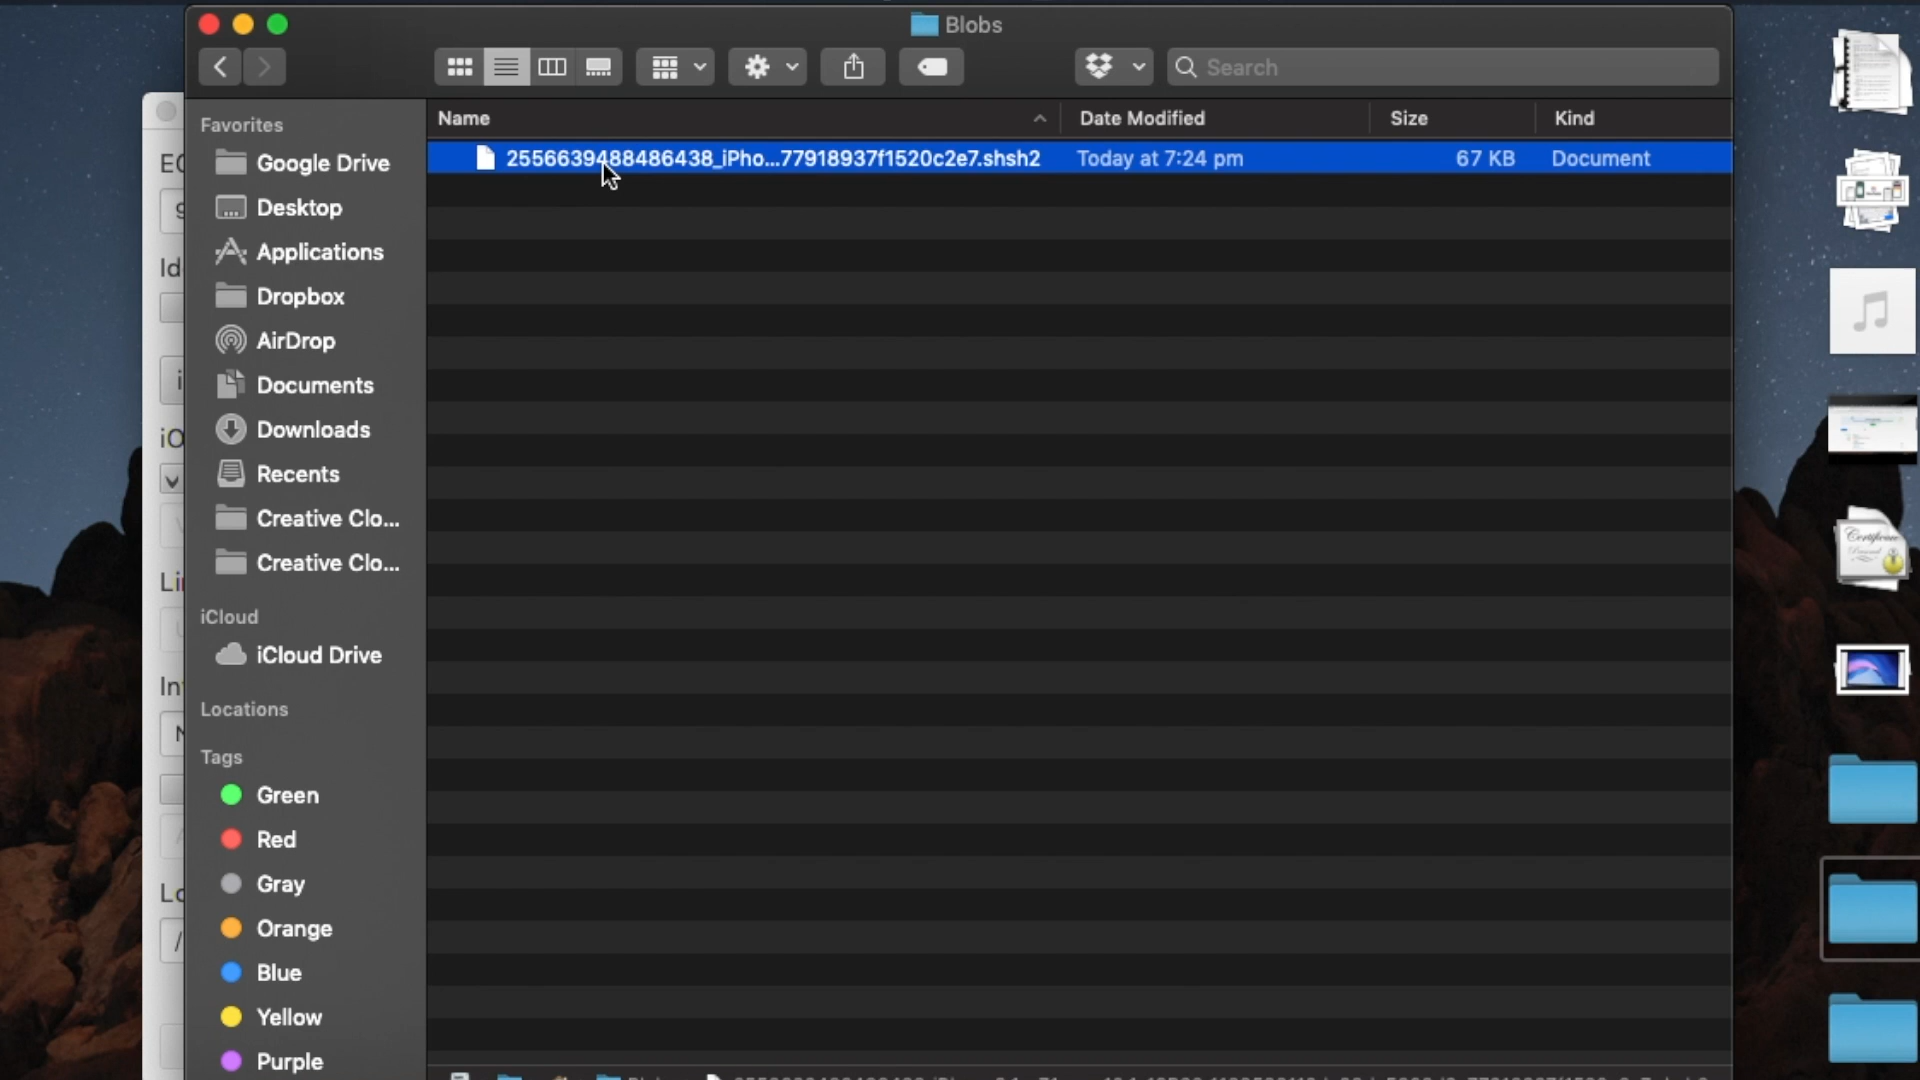 Blobs
Search
Name
Date Modified
Size
Kind
2556639488486438_iPho...77918937f1520c2e7.shsh2
Today at 7:24 pm
67 KB
Document
Favorites
Google Drive
Desktop
Applications
Dropbox
AirDrop
Documents
Downloads
Recents
Creative Clo...
Creative Clo...
iCloud
iCloud Drive
Locations
Tags
Green
Red
Gray
Orange
Blue
Yellow
Purple